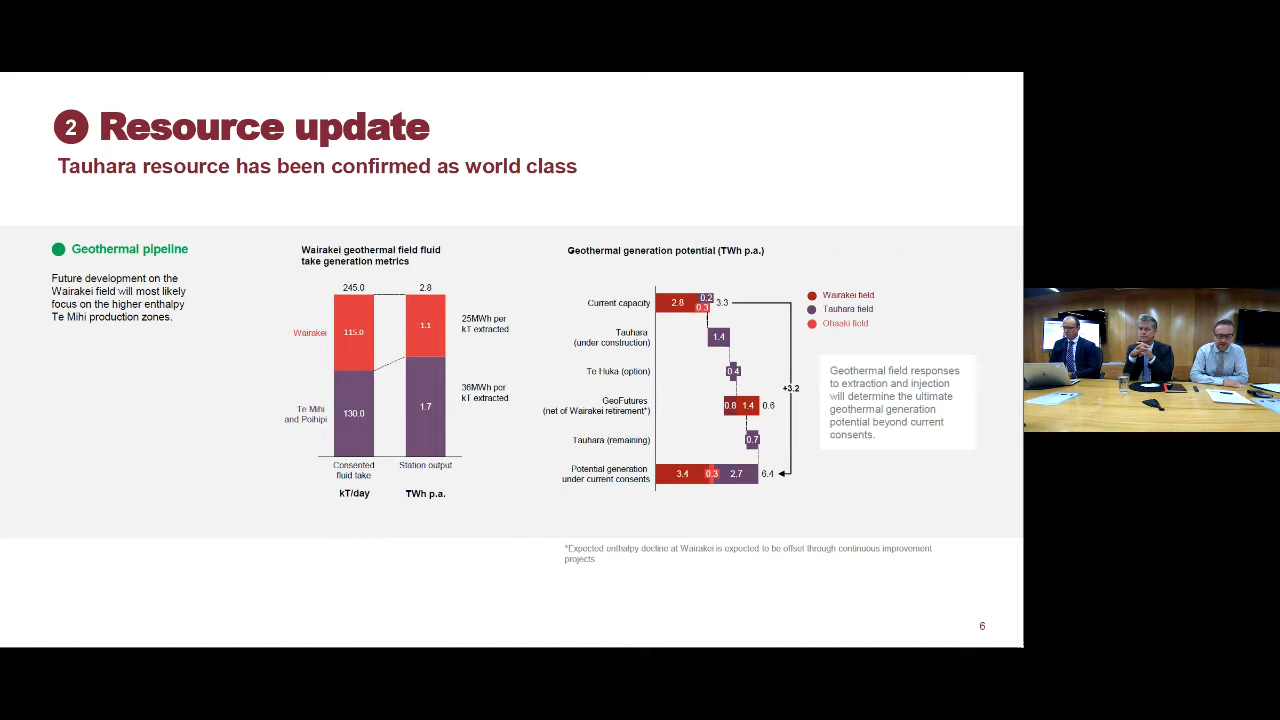 2 Resource update
Tauhara resource has been confirmed as world class
Geothermal pipeline
Future development on the
Wairakei field will most likely
focus on the higher enthalpy
Te Mihi production zones.
Wairakei geothermal field fluid
take generation metrics
245.0 2.8
Wairakei 115.0 1.1
25MWh per
kT extracted
Te Mihi
and Poihipi
130.0 1.7
36MWh per
kT extracted
Consented
fluid take
Station output
kT/day TWh p.a.
Geothermal generation potential (TWh p.a.)
Current capacity 2.8 0.3 0.2 3.3
Tauhara
(under construction)
1.4
Te Huka (option) 0.4
GeoFutures
(net of Wairakei retirement*)
0.8 1.4 0.6
Tauhara (remaining) 0.7
Potential generation
under current consents
3.4 0.3 2.7 6.4
+3.2
Wairakei field
Tauhara field
Ohaaki field
Geothermal field responses
to extraction and injection
will determine the ultimate
geothermal generation
potential beyond current
consents.
*Expected enthalpy decline at Wairakei is expected to be offset through continuous improvement
projects
6